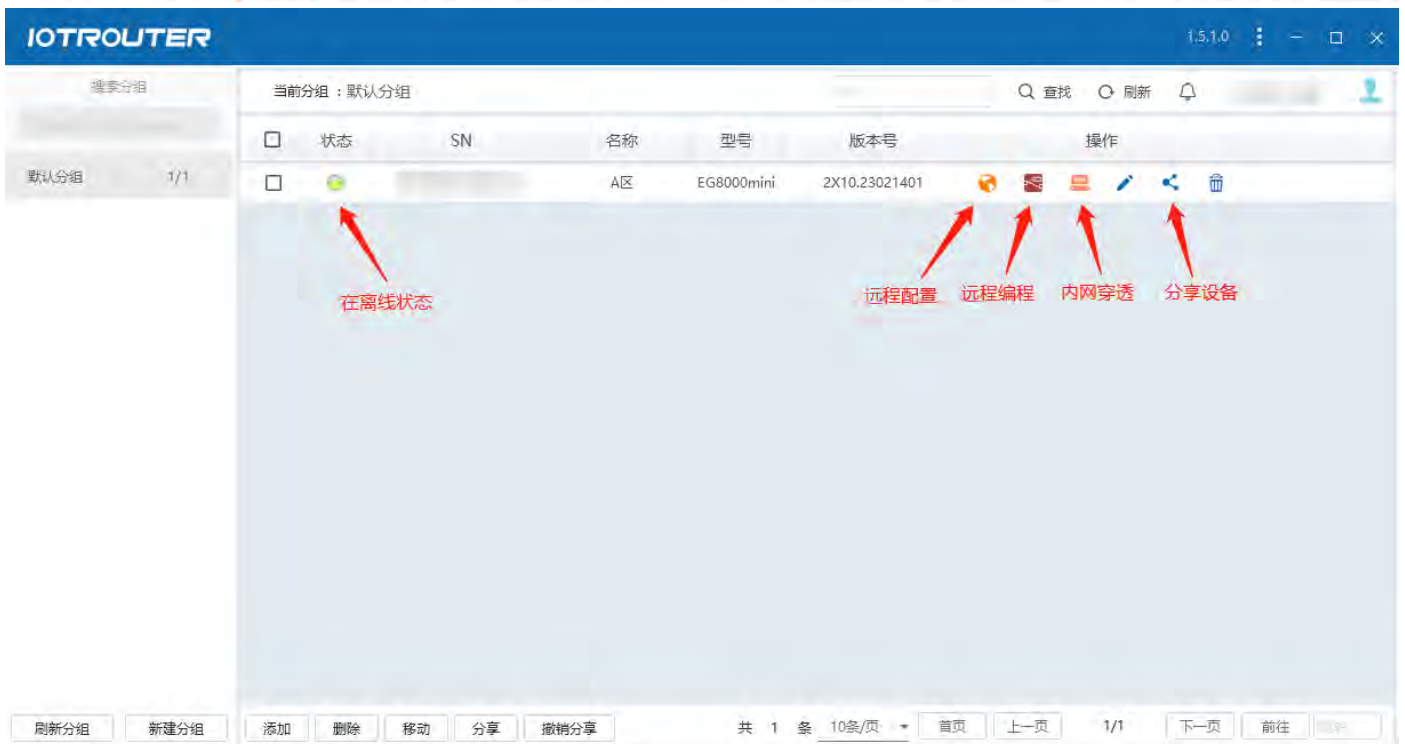 IOTROUTER 1.5.1.0
搜索分组 当前分组：默认分组 查找 刷新
状态 SN 名称 型号 版本号 操作
默认分组 1/1 A区 EG8000mini 2X10.23021401
在离线状态 远程配置 远程编程 内网穿透 分享设备
刷新分组 新建分组 添加 删除 移动 分享 撤销分享 共 1 条 10条/页 首页 上一页 1/1 下一页 前往